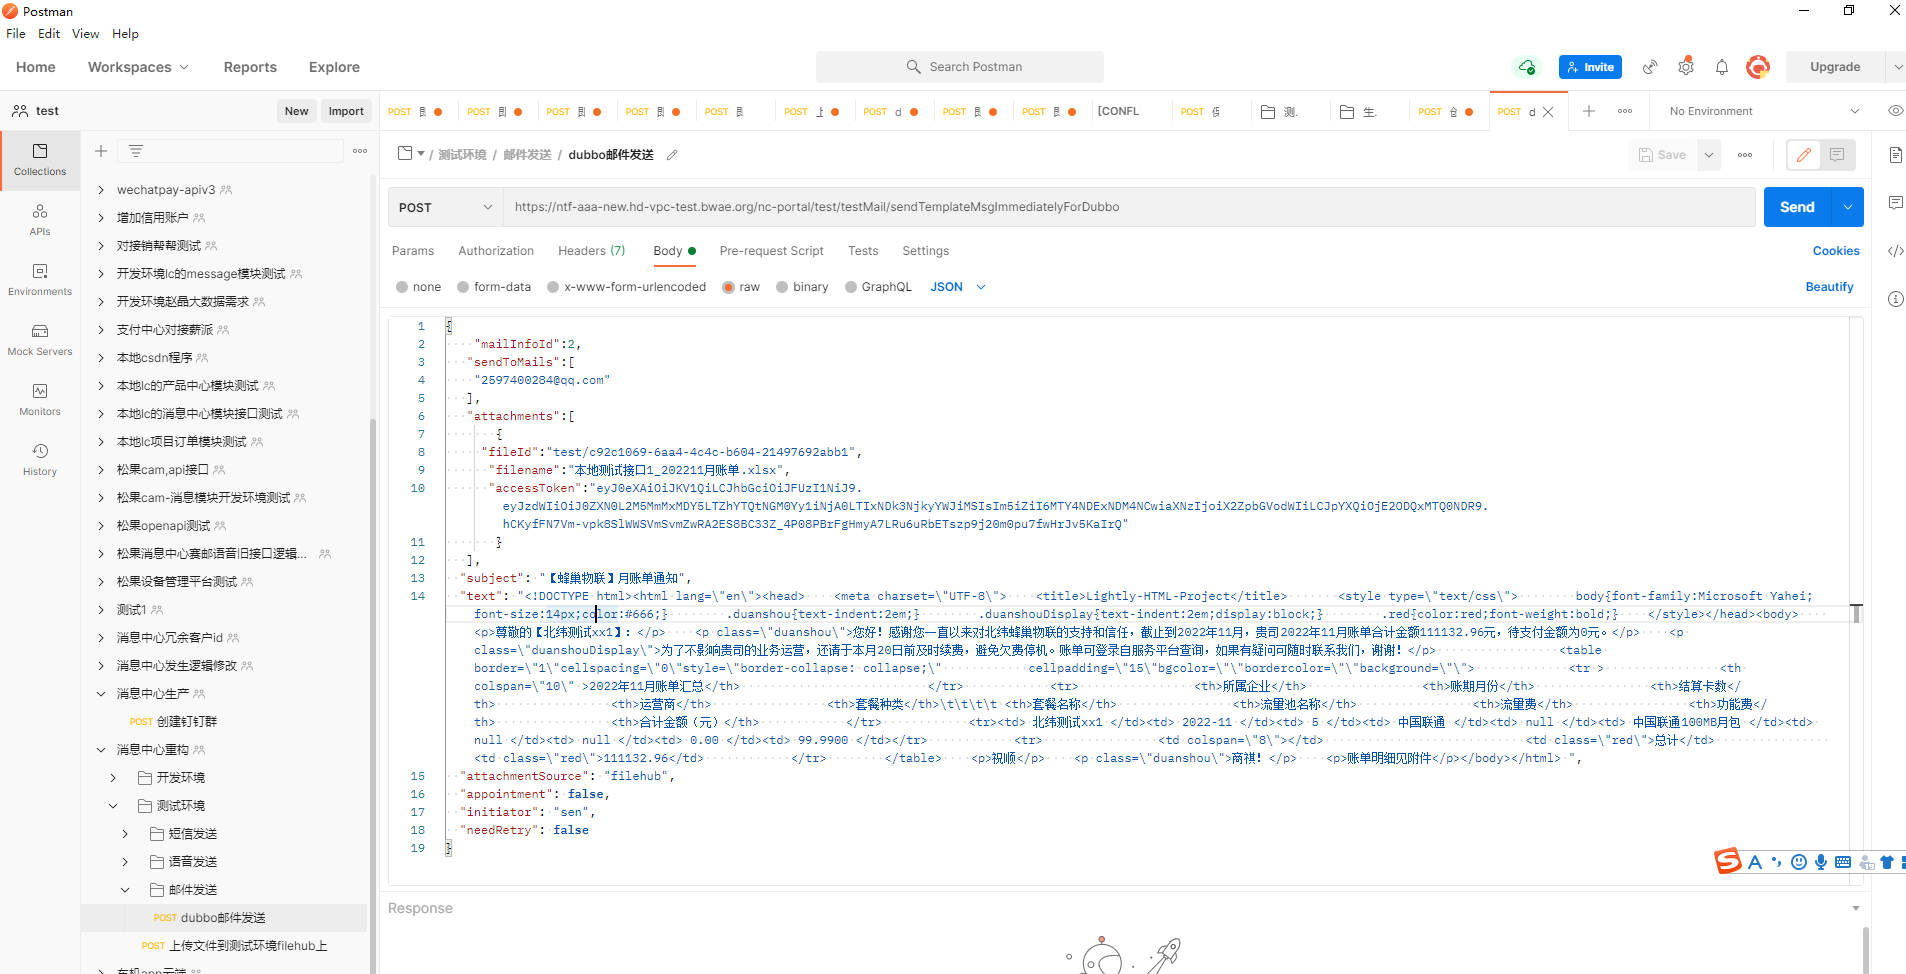 Postman
File Edit View Help
Home Workspaces Reports Explore
Search Postman
Invite
Upgrade
test
New Import
POST POST POST POST POST POST POST d POST POST [CONFL POST 测. 生. POST POST d
No Environment
Collections
APIs
Environments
Mock Servers
Monitors
History
wechatpay-apiv3
增加信用账户
对接销帮帮测试
开发环境lc的message模块测试
开发环境赵晶大数据需求
支付中心对接薪派
本地csdn程序
本地lc的产品中心模块测试
本地lc的消息中心模块接口测试
本地lc项目订单模块测试
松果cam,api接口
松果cam-消息模块开发环境测试
松果openapi测试
松果消息中心赛邮语音旧接口逻辑...
松果设备管理平台测试
测试1
消息中心冗余客户id
消息中心发生逻辑修改
消息中心生产
POST 创建钉钉群
消息中心重构
开发环境
测试环境
短信发送
语音发送
邮件发送
POST dubbo邮件发送
POST 上传文件到测试环境filehub上
车机app云端
/ 测试环境 / 邮件发送 / dubbo邮件发送
Save
POST
https://ntf-aaa-new.hd-vpc-test.bwae.org/nc-portal/test/testMail/sendTemplateMsgImmediatelyForDubbo
Send
Params Authorization Headers (7) Body Pre-request Script Tests Settings
Cookies
none form-data x-www-form-urlencoded raw binary GraphQL JSON
Beautify
1 {
2 "mailInfoId":2,
3 "sendToMails":[
4 "2597400284@qq.com"
5 ],
6 "attachments":[
7 {
8 "fileId":"test/c92c1069-6aa4-4c4c-b604-21497692abb1",
9 "filename":"本地测试接口1_202211月账单.xlsx",
10 "accessToken":"eyJ0eXAiOiJKV1QiLCJhbGciOiJFUzI1NiJ9.
eyJzdWIiOiJ0ZXN0L2M5MmMxMDY5LTZhYTQtNGM0Yy1iNjA0LTIxNDk3NjkyYWJiMSIsIm5iZiI6MTY4NDExNDM4NCwiaXNzIjoiX2ZpbGVodWIiLCJpYXQiOjE2ODQxMTQ0NDR9.
hCKyfFN7Vm-vpk8SlWWSVmSvmZwRA2ES8BC33Z_4P08PBrFgHmyA7LRu6uRbETszp9j20m0pu7fwHrJv5KaIrQ"
11 }
12 ],
13 "subject": "【蜂巢物联】月账单通知",
14 "text": "<!DOCTYPE html><html lang=\"en\"><head> <meta charset=\"UTF-8\"> <title>Lightly-HTML-Project</title> <style type=\"text/css\"> body{font-family:Microsoft Yahei;
font-size:14px;color:#666;} .duanshou{text-indent:2em;} .duanshouDisplay{text-indent:2em;display:block;} .red{color:red;font-weight:bold;} </style></head><body>
<p>尊敬的【北纬测试xx1】: </p> <p class=\"duanshou\">您好! 感谢您一直以来对北纬蜂巢物联的支持和信任, 截止到2022年11月, 贵司2022年11月账单合计金额111132.96元, 待支付金额为0元。</p> <p
class=\"duanshouDisplay\">为了不影响贵司的业务运营, 还请于本月20日前及时续费, 避免欠费停机。账单可登录自服务平台查询, 如果有疑问可随时联系我们, 谢谢! </p> <table
border=\"1\"cellspacing=\"0\"style=\"border-collapse: collapse;\" cellpadding=\"15\"bgcolor=\"\"bordercolor=\"\"background=\"\"> <tr > <th
colspan=\"10\" >2022年11月账单汇总</th> </tr> <tr> <th>所属企业</th> <th>账期月份</th> <th>结算卡数</
th> <th>运营商</th> <th>套餐种类</th>\t\t\t\t <th>套餐名称</th> <th>流量池名称</th> <th>流量费</th> <th>功能费</
th> <th>合计金额 (元) </th> </tr> <tr><td> 北纬测试xx1 </td><td> 2022-11 </td><td> 5 </td><td> 中国联通 </td><td> null </td><td> 中国联通100MB月包 </td><td>
null </td><td> null </td><td> 0.00 </td><td> 99.9900 </td></tr> <tr> <td colspan=\"8\"></td> <td class=\"red\">总计</td>
<td class=\"red\">111132.96</td> </tr> </table> <p>祝顺</p> <p class=\"duanshou\">商祺! </p> <p>账单明细见附件</p></body></html> ",
15 "attachmentSource": "filehub",
16 "appointment": false,
17 "initiator": "sen",
18 "needRetry": false
19 }
Response